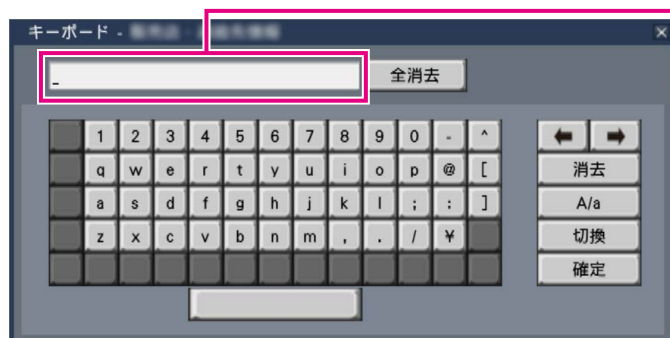 キーボード -
_
全消去
1 2 3 4 5 6 7 8 9 0 - ^
q w e r t y u i o p @ [ 消去
a s d f g h j k l ; : ] A/a
z x c v b n m , . / ¥ 切換
確定